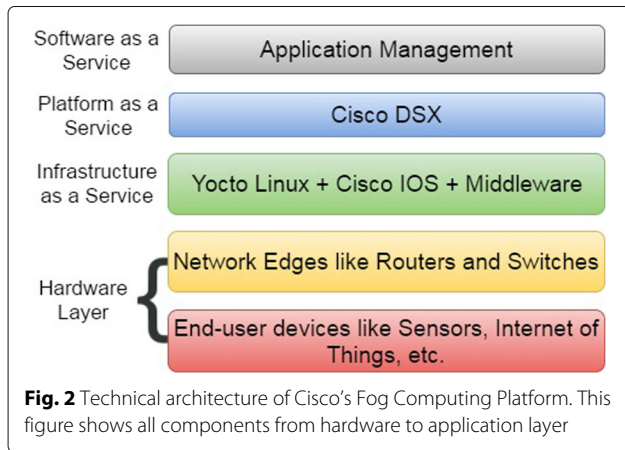 Software as a
Service
Application Management
Platform as a
Service
Cisco DSX
Infrastructure
as a Service
Yocto Linux + Cisco IOS + Middleware
Hardware
Layer
Network Edges like Routers and Switches
End-user devices like Sensors, Internet of
Things, etc.
Fig. 2 Technical architecture of Cisco's Fog Computing Platform. This
figure shows all components from hardware to application layer